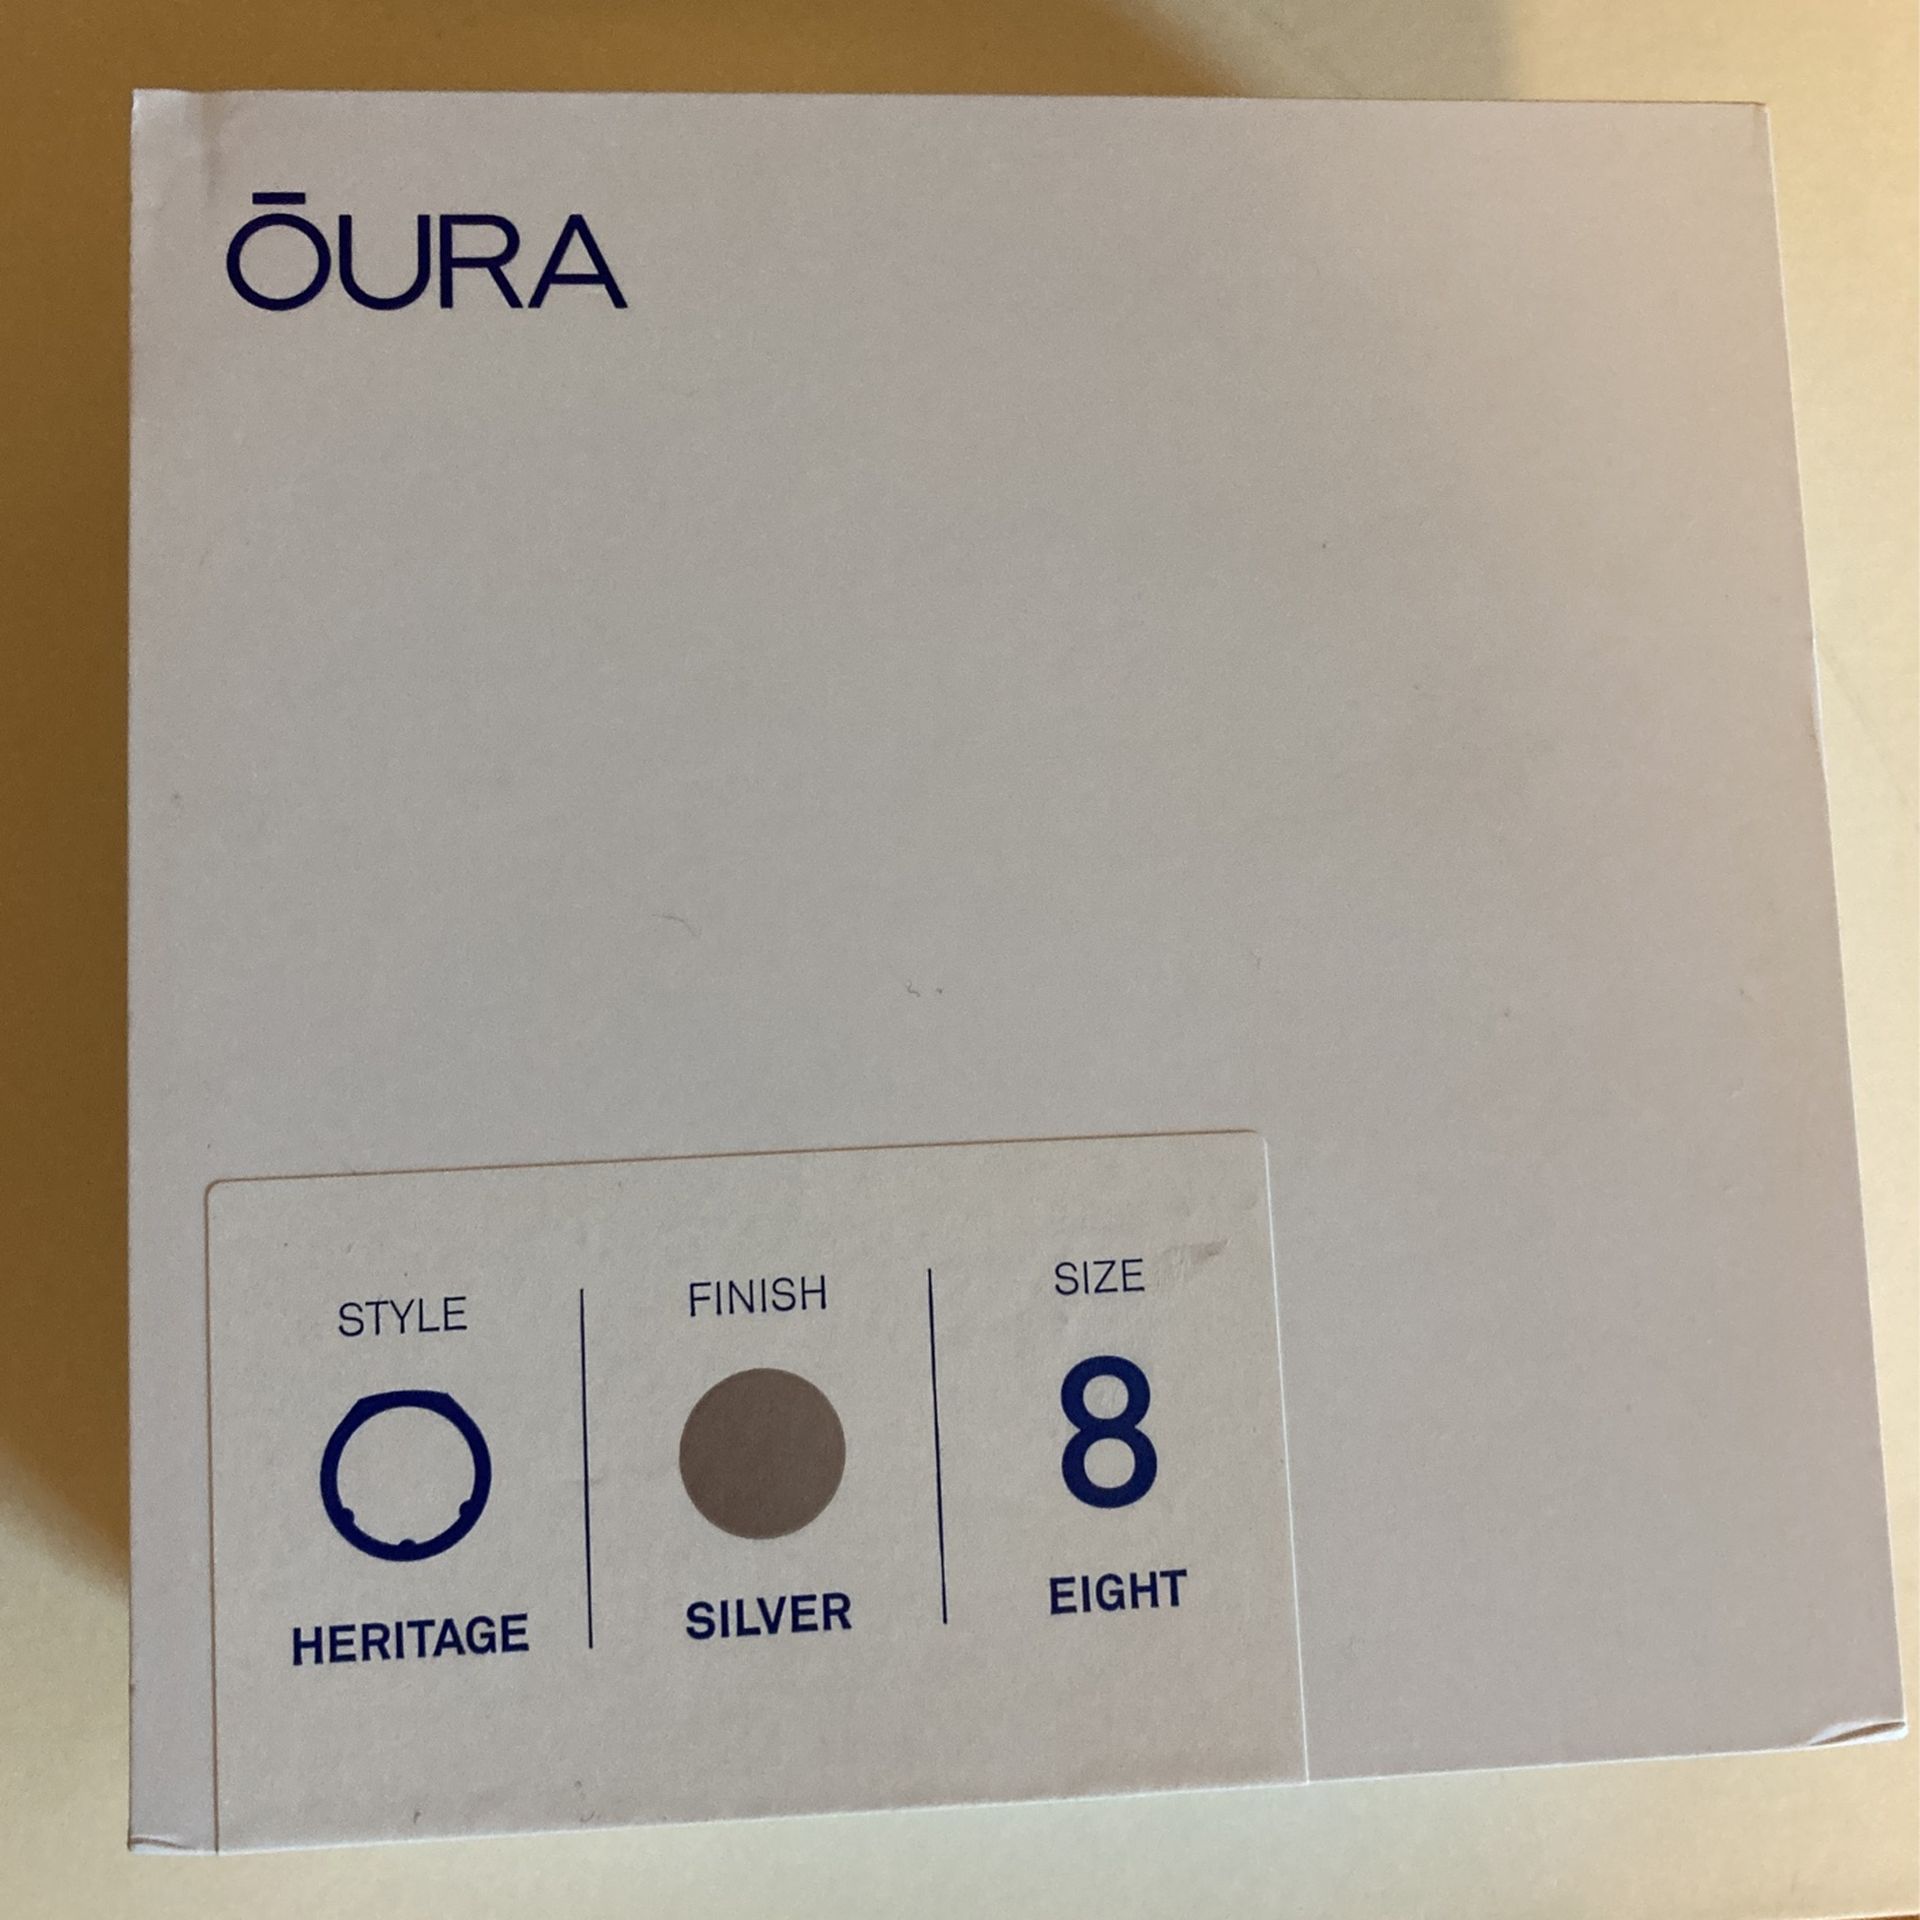 ŌURA
STYLE
HERITAGE
FINISH
SILVER
SIZE
8
EIGHT